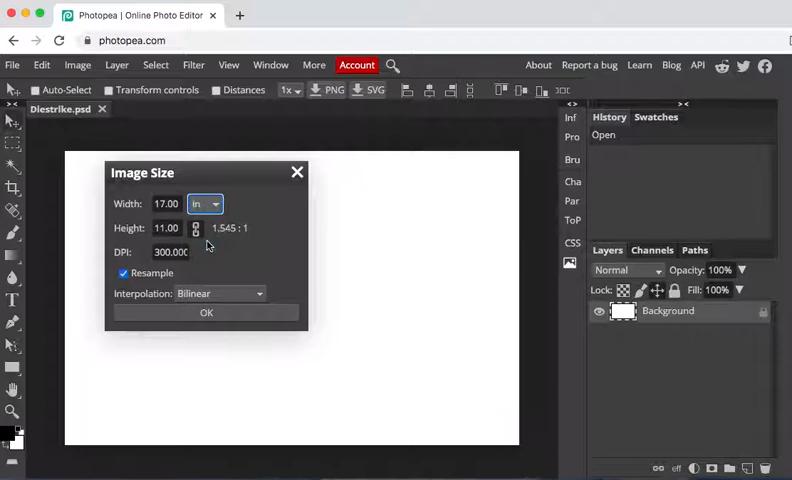 Photopea | Online Photo Editor
photopea.com
File Edit Image Layer Select Filter View Window More Account About Report a bug Learn Blog API
Auto-Select Transform controls Distances 1x PNG SVG
Diestrike.psd
Image Size
Width: 17.00 in
Height: 11.00 1.545 : 1
DPI: 300.000
Resample
Interpolation: Bilinear
OK
Inf
Pro
Bru
Cha
Par
ToP
CSS
History Swatches
Open
Layers Channels Paths
Normal Opacity: 100%
Lock: Fill: 100%
Background
eff